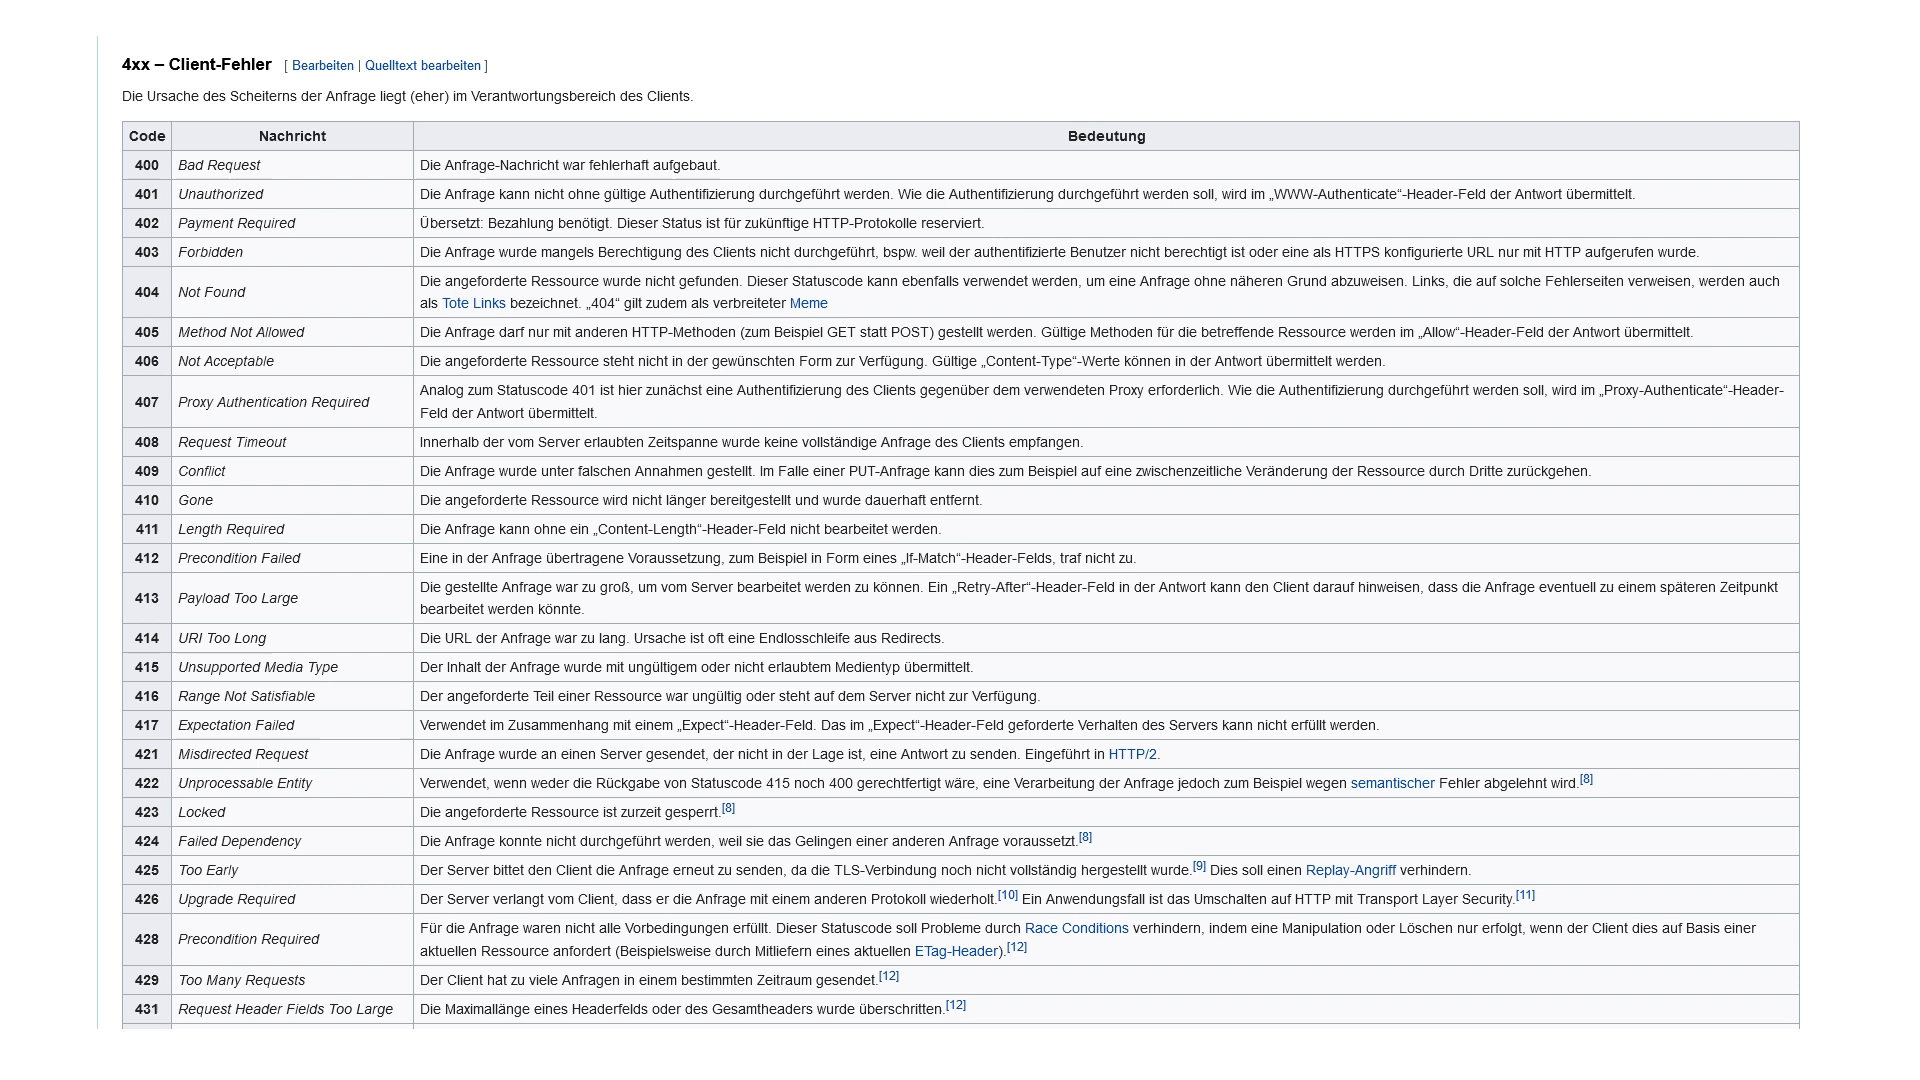 4xx – Client-Fehler [ Bearbeiten | Quelltext bearbeiten ]
Die Ursache des Scheiterns der Anfrage liegt (eher) im Verantwortungsbereich des Clients.
Code Nachricht Bedeutung
400 Bad Request Die Anfrage-Nachricht war fehlerhaft aufgebaut.
401 Unauthorized Die Anfrage kann nicht ohne gültige Authentifizierung durchgeführt werden. Wie die Authentifizierung durchgeführt werden soll, wird im „WWW-Authenticate“-Header-Feld der Antwort übermittelt.
402 Payment Required Übersetzt: Bezahlung benötigt. Dieser Status ist für zukünftige HTTP-Protokolle reserviert.
403 Forbidden Die Anfrage wurde mangels Berechtigung des Clients nicht durchgeführt, bspw. weil der authentifizierte Benutzer nicht berechtigt ist oder eine als HTTPS konfigurierte URL nur mit HTTP aufgerufen wurde.
404 Not Found Die angeforderte Ressource wurde nicht gefunden. Dieser Statuscode kann ebenfalls verwendet werden, um eine Anfrage ohne näheren Grund abzuweisen. Links, die auf solche Fehlerseiten verweisen, werden auch
als Tote Links bezeichnet. „404“ gilt zudem als verbreiteter Meme
405 Method Not Allowed Die Anfrage darf nur mit anderen HTTP-Methoden (zum Beispiel GET statt POST) gestellt werden. Gültige Methoden für die betreffende Ressource werden im „Allow“-Header-Feld der Antwort übermittelt.
406 Not Acceptable Die angeforderte Ressource steht nicht in der gewünschten Form zur Verfügung. Gültige „Content-Type“-Werte können in der Antwort übermittelt werden.
407 Proxy Authentication Required Analog zum Statuscode 401 ist hier zunächst eine Authentifizierung des Clients gegenüber dem verwendeten Proxy erforderlich. Wie die Authentifizierung durchgeführt werden soll, wird im „Proxy-Authenticate“-Header-
Feld der Antwort übermittelt.
408 Request Timeout Innerhalb der vom Server erlaubten Zeitspanne wurde keine vollständige Anfrage des Clients empfangen.
409 Conflict Die Anfrage wurde unter falschen Annahmen gestellt. Im Falle einer PUT-Anfrage kann dies zum Beispiel auf eine zwischenzeitliche Veränderung der Ressource durch Dritte zurückgehen.
410 Gone Die angeforderte Ressource wird nicht länger bereitgestellt und wurde dauerhaft entfernt.
411 Length Required Die Anfrage kann ohne ein „Content-Length“-Header-Feld nicht bearbeitet werden.
412 Precondition Failed Eine in der Anfrage übertragene Voraussetzung, zum Beispiel in Form eines „If-Match“-Header-Felds, traf nicht zu.
413 Payload Too Large Die gestellte Anfrage war zu groß, um vom Server bearbeitet werden zu können. Ein „Retry-After“-Header-Feld in der Antwort kann den Client darauf hinweisen, dass die Anfrage eventuell zu einem späteren Zeitpunkt
bearbeitet werden könnte.
414 URI Too Long Die URL der Anfrage war zu lang. Ursache ist oft eine Endlosschleife aus Redirects.
415 Unsupported Media Type Der Inhalt der Anfrage wurde mit ungültigem oder nicht erlaubtem Medientyp übermittelt.
416 Range Not Satisfiable Der angeforderte Teil einer Ressource war ungültig oder steht auf dem Server nicht zur Verfügung.
417 Expectation Failed Verwendet im Zusammenhang mit einem „Expect“-Header-Feld. Das im „Expect“-Header-Feld geforderte Verhalten des Servers kann nicht erfüllt werden.
421 Misdirected Request Die Anfrage wurde an einen Server gesendet, der nicht in der Lage ist, eine Antwort zu senden. Eingeführt in HTTP/2.
422 Unprocessable Entity Verwendet, wenn weder die Rückgabe von Statuscode 415 noch 400 gerechtfertigt wäre, eine Verarbeitung der Anfrage jedoch zum Beispiel wegen semantischer Fehler abgelehnt wird.[8]
423 Locked Die angeforderte Ressource ist zurzeit gesperrt.[8]
424 Failed Dependency Die Anfrage konnte nicht durchgeführt werden, weil sie das Gelingen einer anderen Anfrage voraussetzt.[8]
425 Too Early Der Server bittet den Client die Anfrage erneut zu senden, da die TLS-Verbindung noch nicht vollständig hergestellt wurde.[9] Dies soll einen Replay-Angriff verhindern.
426 Upgrade Required Der Server verlangt vom Client, dass er die Anfrage mit einem anderen Protokoll wiederholt.[10] Ein Anwendungsfall ist das Umschalten auf HTTP mit Transport Layer Security.[11]
428 Precondition Required Für die Anfrage waren nicht alle Vorbedingungen erfüllt. Dieser Statuscode soll Probleme durch Race Conditions verhindern, indem eine Manipulation oder Löschen nur erfolgt, wenn der Client dies auf Basis einer
aktuellen Ressource anfordert (Beispielsweise durch Mitliefern eines aktuellen ETag-Header).[12]
429 Too Many Requests Der Client hat zu viele Anfragen in einem bestimmten Zeitraum gesendet.[12]
431 Request Header Fields Too Large Die Maximallänge eines Headerfelds oder des Gesamtheaders wurde überschritten.[12]